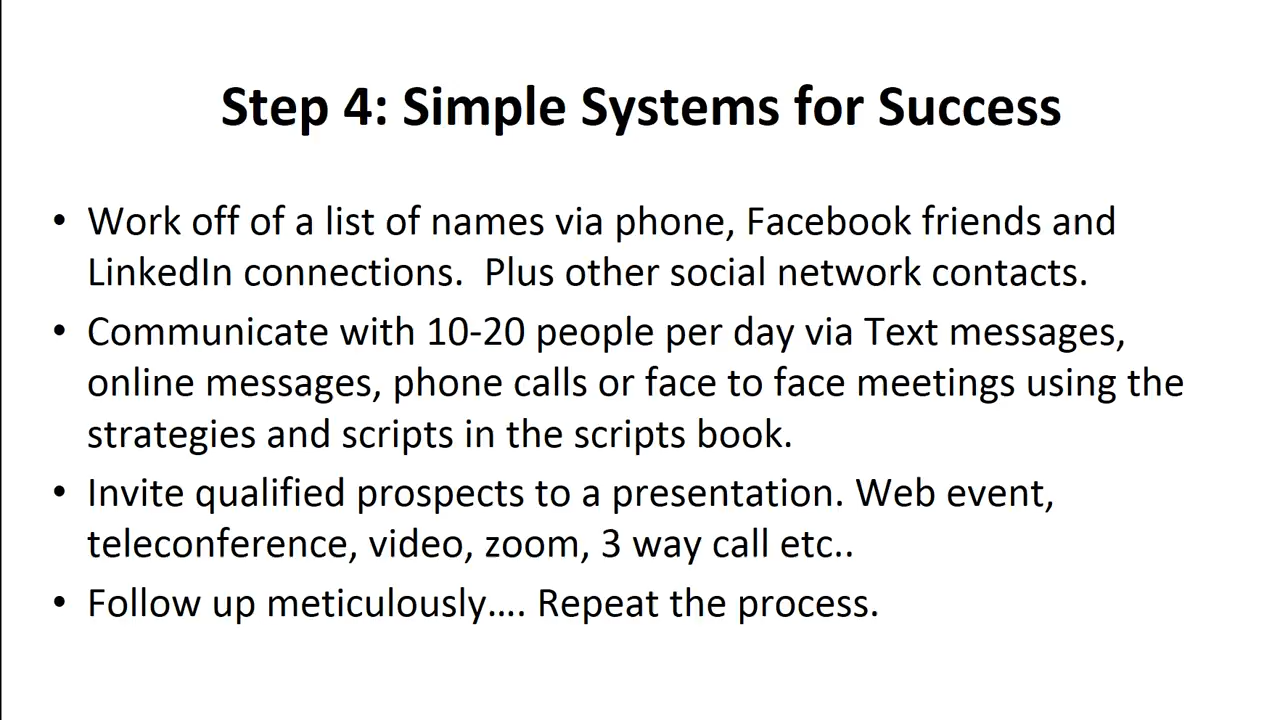 Step 4: Simple Systems for Success
• Work off of a list of names via phone, Facebook friends and
LinkedIn connections.  Plus other social network contacts.
• Communicate with 10-20 people per day via Text messages,
online messages, phone calls or face to face meetings using the
strategies and scripts in the scripts book.
• Invite qualified prospects to a presentation. Web event,
teleconference, video, zoom, 3 way call etc..
• Follow up meticulously…. Repeat the process.